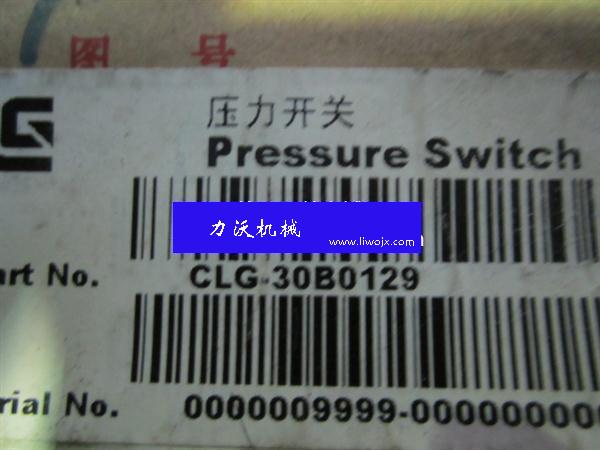 图 号
压力开关
Pressure Switch
力沃机械
www.liwojx.com
art No. CLG-30B0129
rial No. 0000009999-0000000000